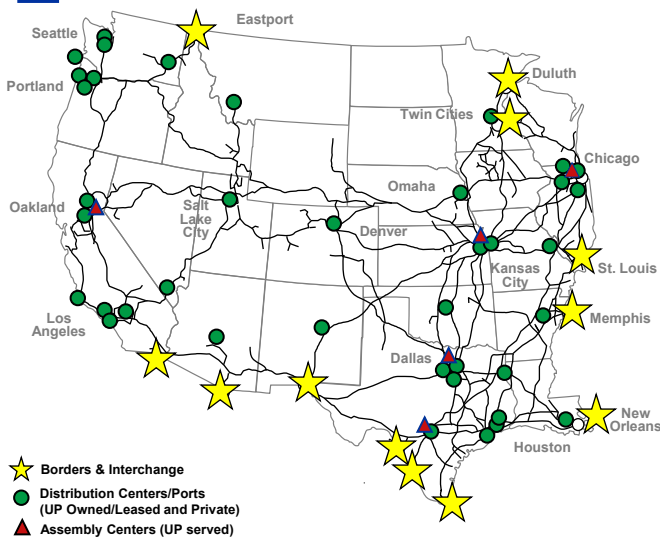 Eastport
Seattle
Portland
Duluth
Twin Cities
Chicago
Omaha
Oakland
Salt
Lake
City
Denver
Kansas
City
St. Louis
Los
Angeles
Memphis
Dallas
New
Orleans
Houston
Borders & Interchange
Distribution Centers/Ports
(UP Owned/Leased and Private)
Assembly Centers (UP served)